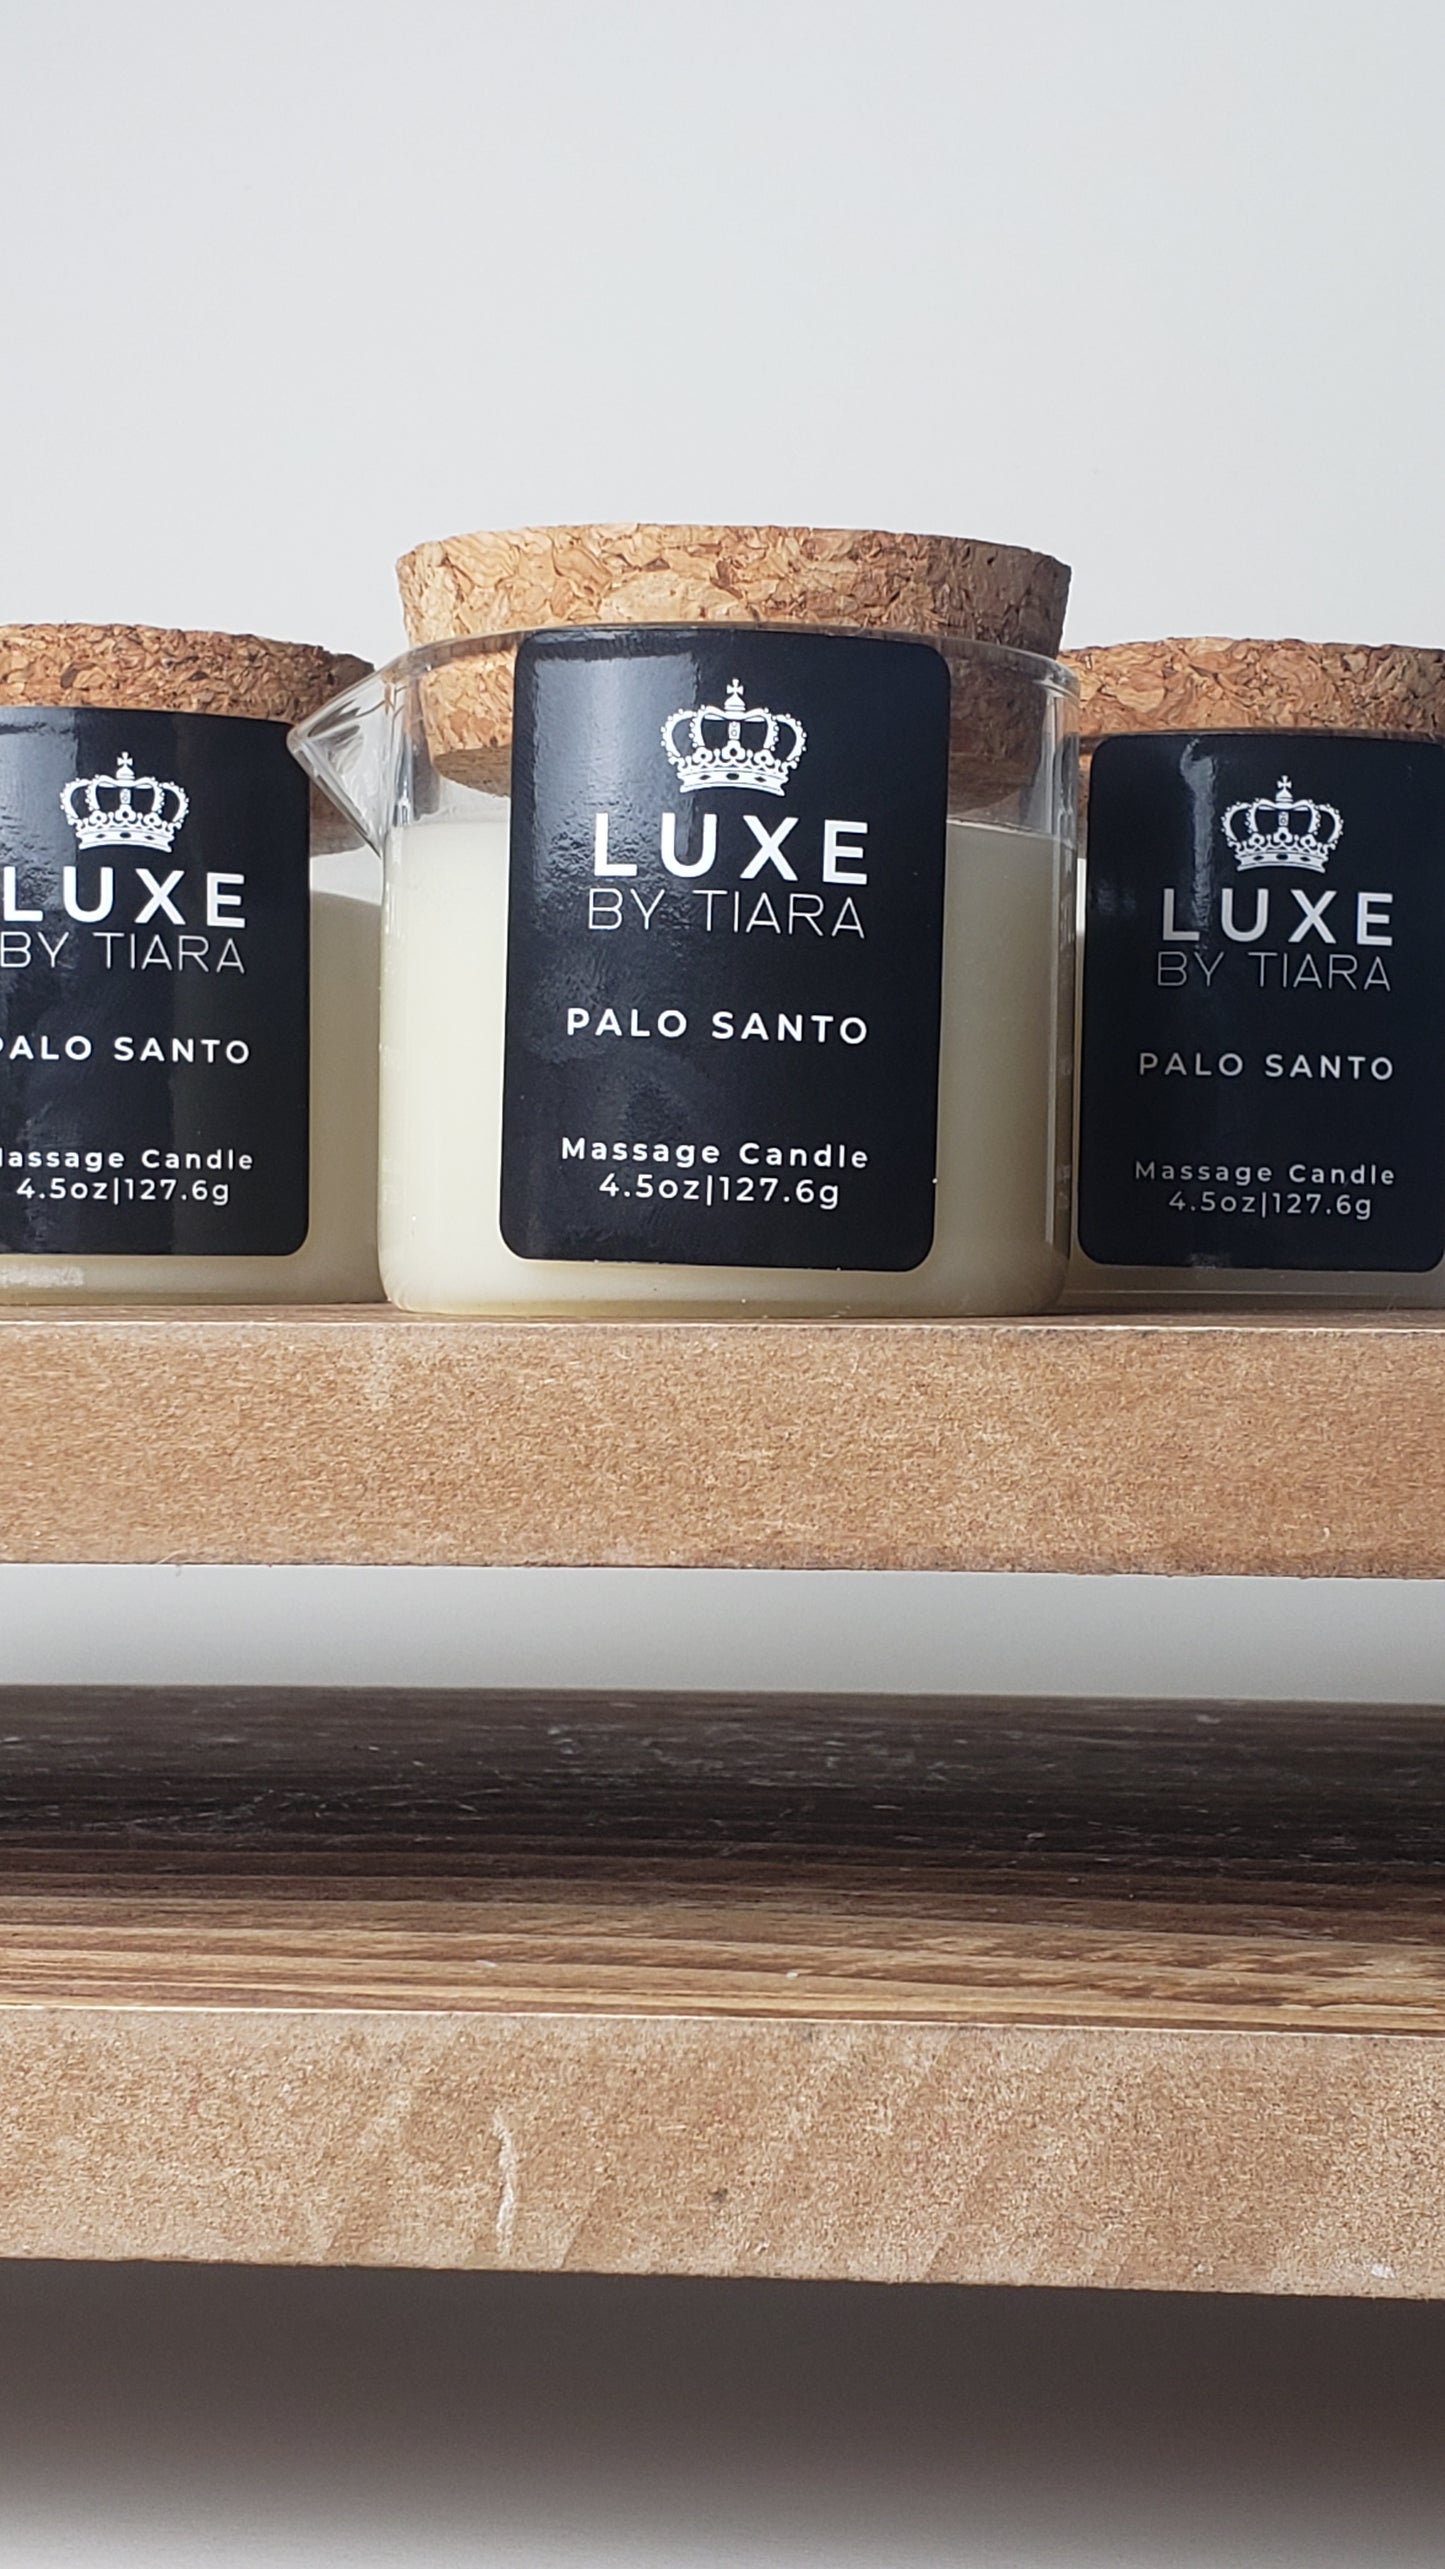 LUXE
BY TIARA
PALO SANTO
Massage Candle
4.5oz|127.6g
LUXE
BY TIARA
PALO SANTO
Massage Candle
4.5oz|127.6g
LUXE
BY TIARA
PALO SANTO
Massage Candle
4.5oz|127.6g